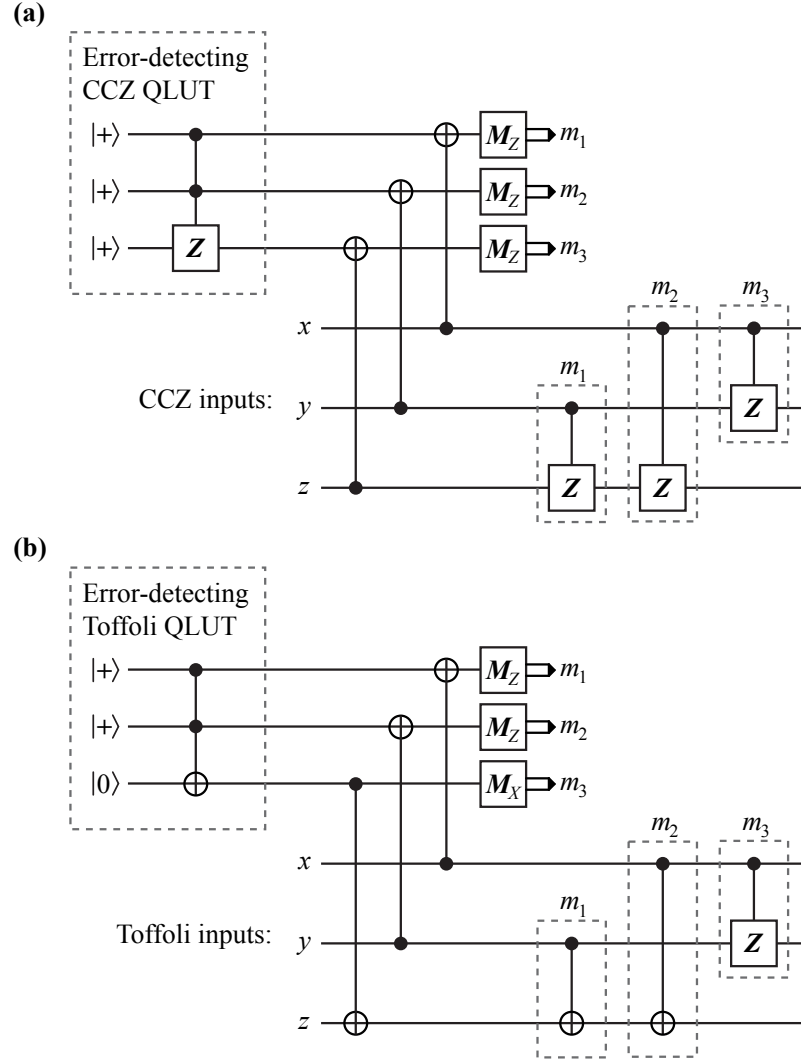 (a)
Error-detecting
CCZ QLUT
|+⟩ M_Z m_1
|+⟩ M_Z m_2
|+⟩ Z M_Z m_3
m_2 m_3
x
m_1
CCZ inputs: y Z
z Z Z
(b)
Error-detecting
Toffoli QLUT
|+⟩ M_Z m_1
|+⟩ M_Z m_2
|0⟩ M_X m_3
m_2 m_3
x
m_1
Toffoli inputs: y Z
z